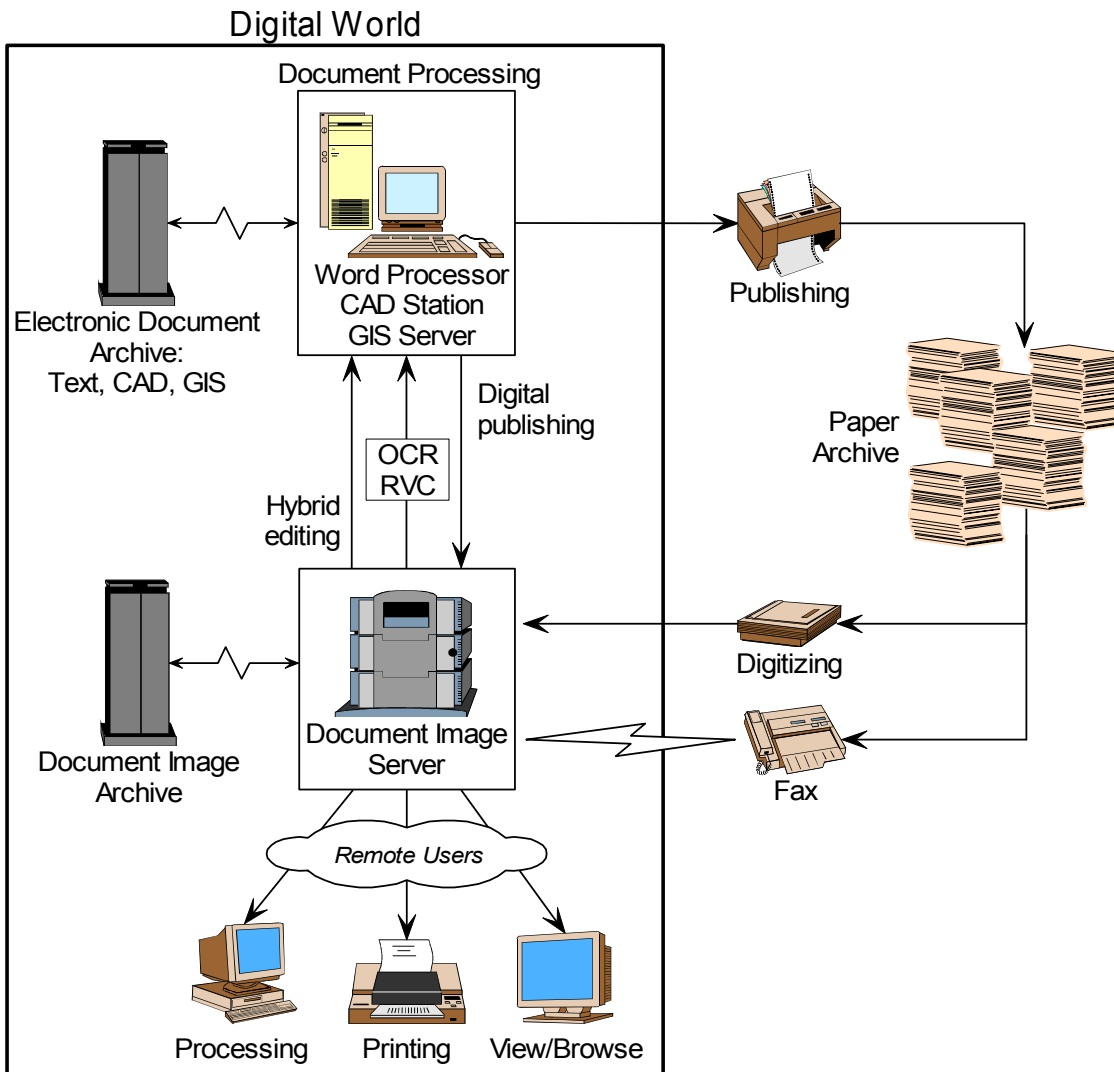 Digital World
Document Processing
Word Processor
CAD Station
GIS Server
Electronic Document
Archive:
Text, CAD, GIS
Publishing
Paper
Archive
Digital
publishing
OCR
RVC
Hybrid
editing
Document Image
Server
Document Image
Archive
Digitizing
Fax
Remote Users
Processing
Printing
View/Browse